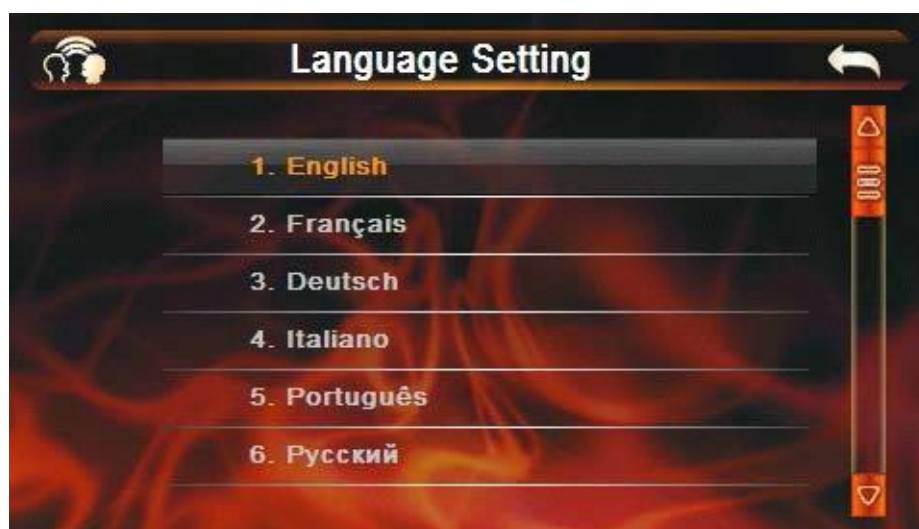 Language Setting
1. English
2. Français
3. Deutsch
4. Italiano
5. Português
6. Русский